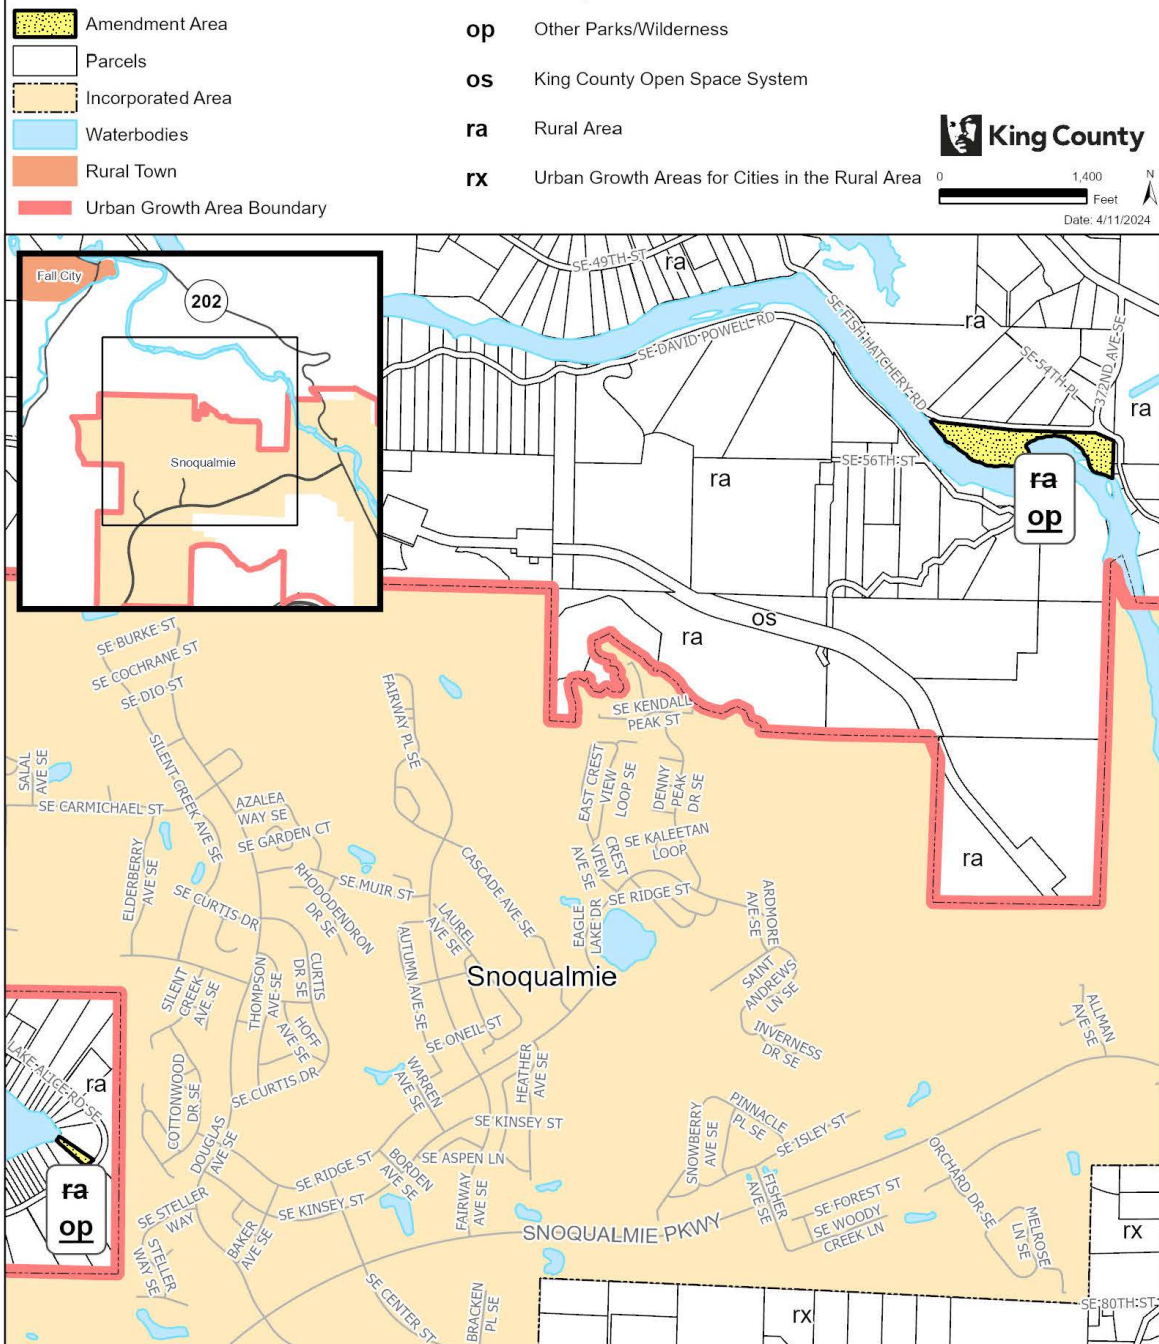 Amendment Area
Parcels
Incorporated Area
Waterbodies
Rural Town
Urban Growth Area Boundary
op Other Parks/Wilderness
os King County Open Space System
ra Rural Area
rx Urban Growth Areas for Cities in the Rural Area
King County
0 1,400
Feet
N
Date: 4/11/2024
Fall City
202
Snoqualmie
SE 49TH ST
ra
SE DAVID POWELL RD
SE FISH HATCHERY RD
ra
SE 54TH PL
372ND AVE SE
ra
SE 56TH ST
ra
ra
op
os
ra
ra
SE BURKE ST
SE COCHRANE ST
SE DIO ST
FAIRWAY PL SE
SE KENDALL
PEAK ST
SILENT CREEK AVE SE
SALAL
AVE SE
SE CARMICHAEL ST
AZALEA
WAY SE
SE GARDEN CT
EAST CREST
VIEW
LOOP SE
DENNY
PEAK
DR SE
SE KALEETAN
LOOP
CREST
VIEW
AVE SE
ELDERBERRY
AVE SE
SE CURTIS DR
RHODODENDRON
DR SE
SE MUIR ST
CASCADE AVE SE
LAUREL
AVE SE
SE RIDGE ST
EAGLE
LAKE DR
ARDMORE
AVE SE
AUTUMN AVE SE
Snoqualmie
SAINT
ANDREWS
LN SE
INVERNESS
DR SE
SILENT
CREEK
AVE SE
THOMPSON
AVE SE
CURTIS
DR SE
HOFF
AVE SE
SE ONEIL ST
ALLMAN
AVE SE
LAKE ALICE RD SE
ra
ra
op
COTTONWOOD
DR SE
SE CURTIS DR
WARREN
AVE SE
HEATHER
AVE SE
SE KINSEY ST
DOUGLAS
AVE SE
SE RIDGE ST
BORDEN
AVE SE
SE ASPEN LN
SNOWBERRY
AVE SE
PINNACLE
PL SE
SE ISLEY ST
SE STELLER
WAY
SE KINSEY ST
FAIRWAY
AVE SE
FISHER
AVE SE
SE FOREST ST
SE WOODY
CREEK LN
ORCHARD DR SE
MELROSE
LN SE
STELLER
WAY SE
BAKER
AVE SE
SNOQUALMIE PKWY
SE CENTER ST
BRACKEN
PL SE
rx
rx
SE 80TH ST